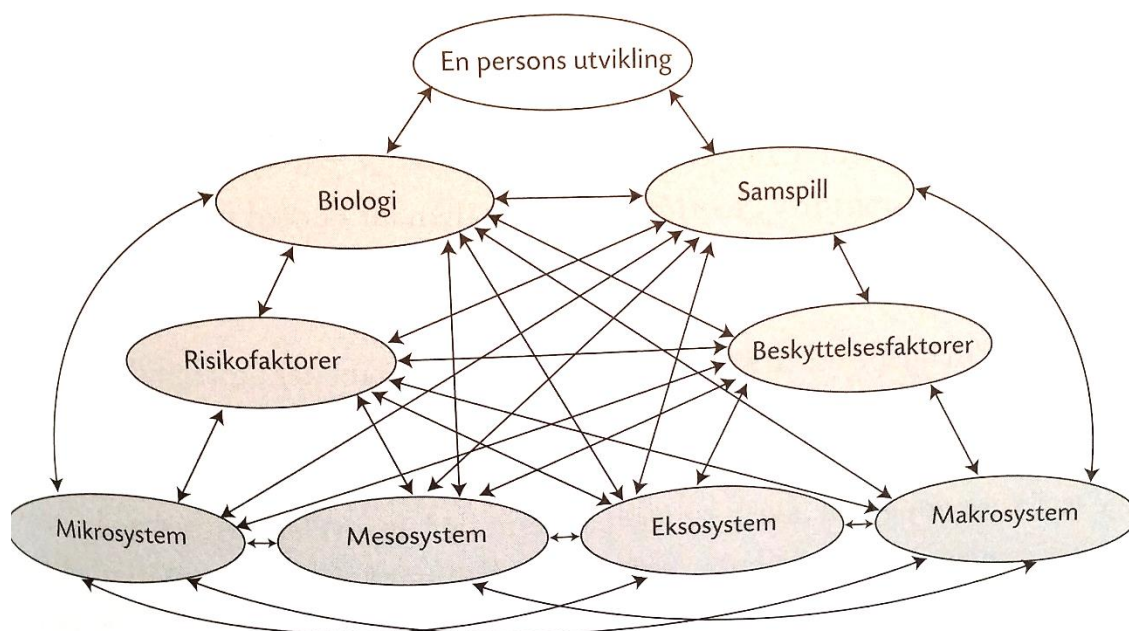 En persons utvikling
Biologi
Samspill
Risikofaktorer
Beskyttelsesfaktorer
Mikrosystem
Mesosystem
Eksosystem
Makrosystem